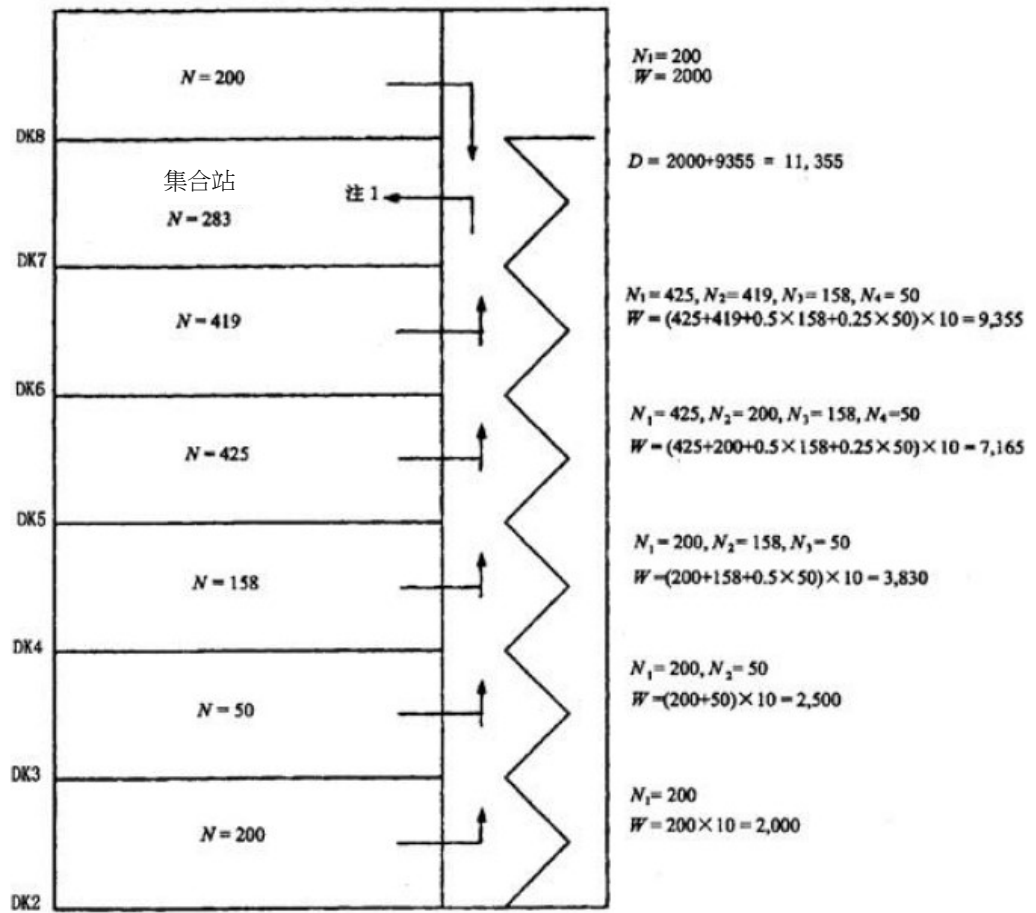 N = 200
N₁= 200
W = 2000
DK8
D = 2000+9355 = 11, 355
集合站
注 1
N = 283
DK7
N₁= 425, N₂= 419, N₃= 158, N₄= 50
W = (425+419+0.5×158+0.25×50)×10 = 9,355
N = 419
DK6
N₁= 425, N₂= 200, N₃= 158, N₄=50
W = (425+200+0.5×158+0.25×50)×10 = 7,165
N = 425
DK5
N₁= 200, N₂= 158, N₃= 50
W =(200+158+0.5×50)×10 = 3,830
N = 158
DK4
N₁= 200, N₂= 50
W =(200+50)×10 = 2,500
N = 50
DK3
N₁= 200
W = 200×10 = 2,000
N = 200
DK2